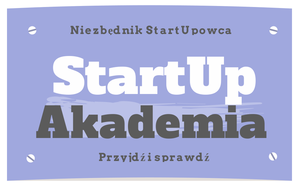 Niezbędnik StartUpowca
StartUp
Akademia
Przyjdź i sprawdź